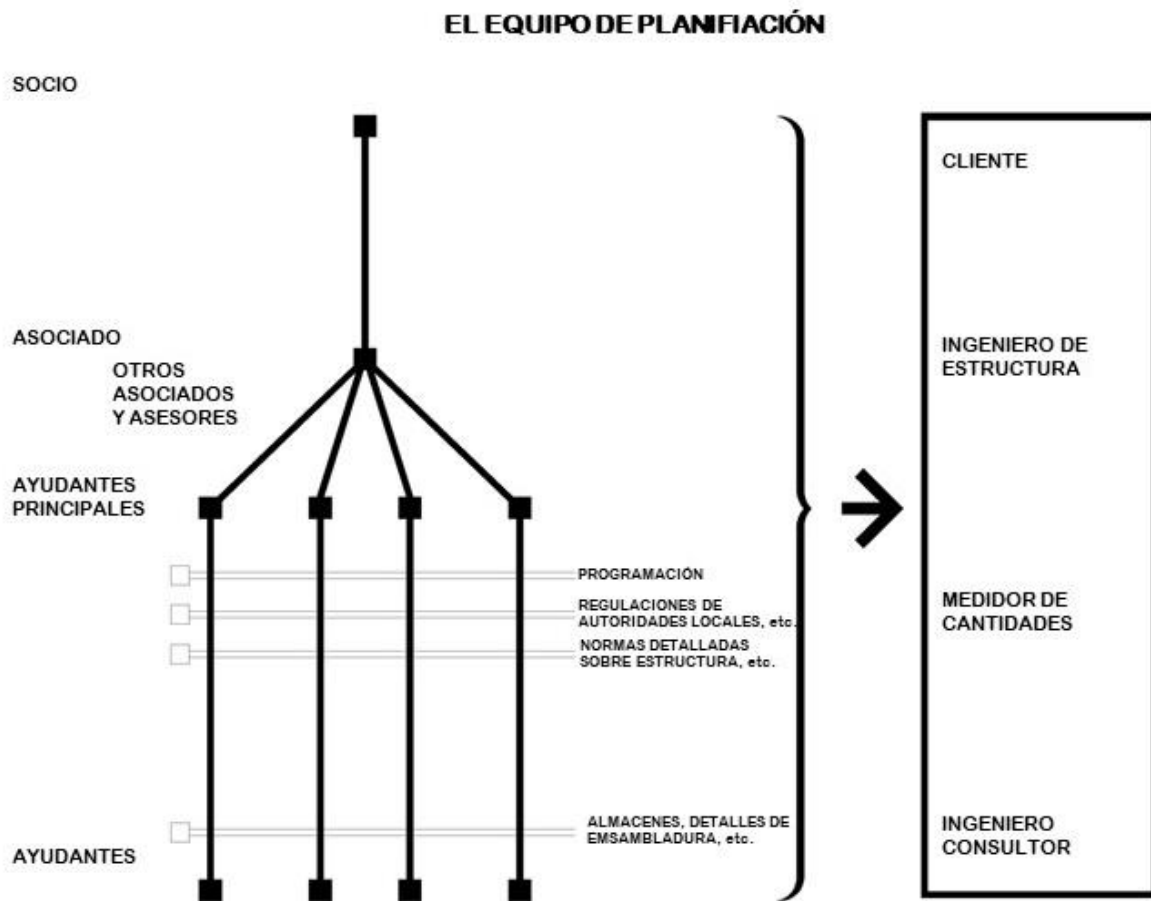 EL EQUIPO DE PLANIFIACIÓN
SOCIO
CLIENTE
ASOCIADO
OTROS
ASOCIADOS
Y ASESORES
INGENIERO DE
ESTRUCTURA
AYUDANTES
PRINCIPALES
PROGRAMACIÓN
REGULACIONES DE
AUTORIDADES LOCALES, etc.
NORMAS DETALLADAS
SOBRE ESTRUCTURA, etc.
MEDIDOR DE
CANTIDADES
ALMACENES, DETALLES DE
EMSAMBLADURA, etc.
AYUDANTES
INGENIERO
CONSULTOR